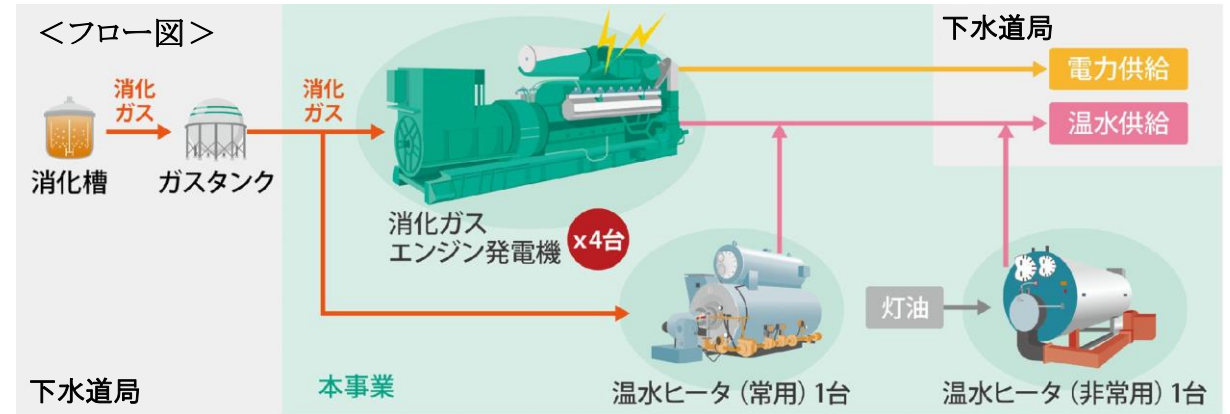 ＜フロー図＞
下水道局
消化
ガス
消化
ガス
電力供給
温水供給
消化槽
ガスタンク
消化ガス
エンジン発電機
x4台
灯油
下水道局
本事業
温水ヒータ（常用）1台
温水ヒータ（非常用）1台